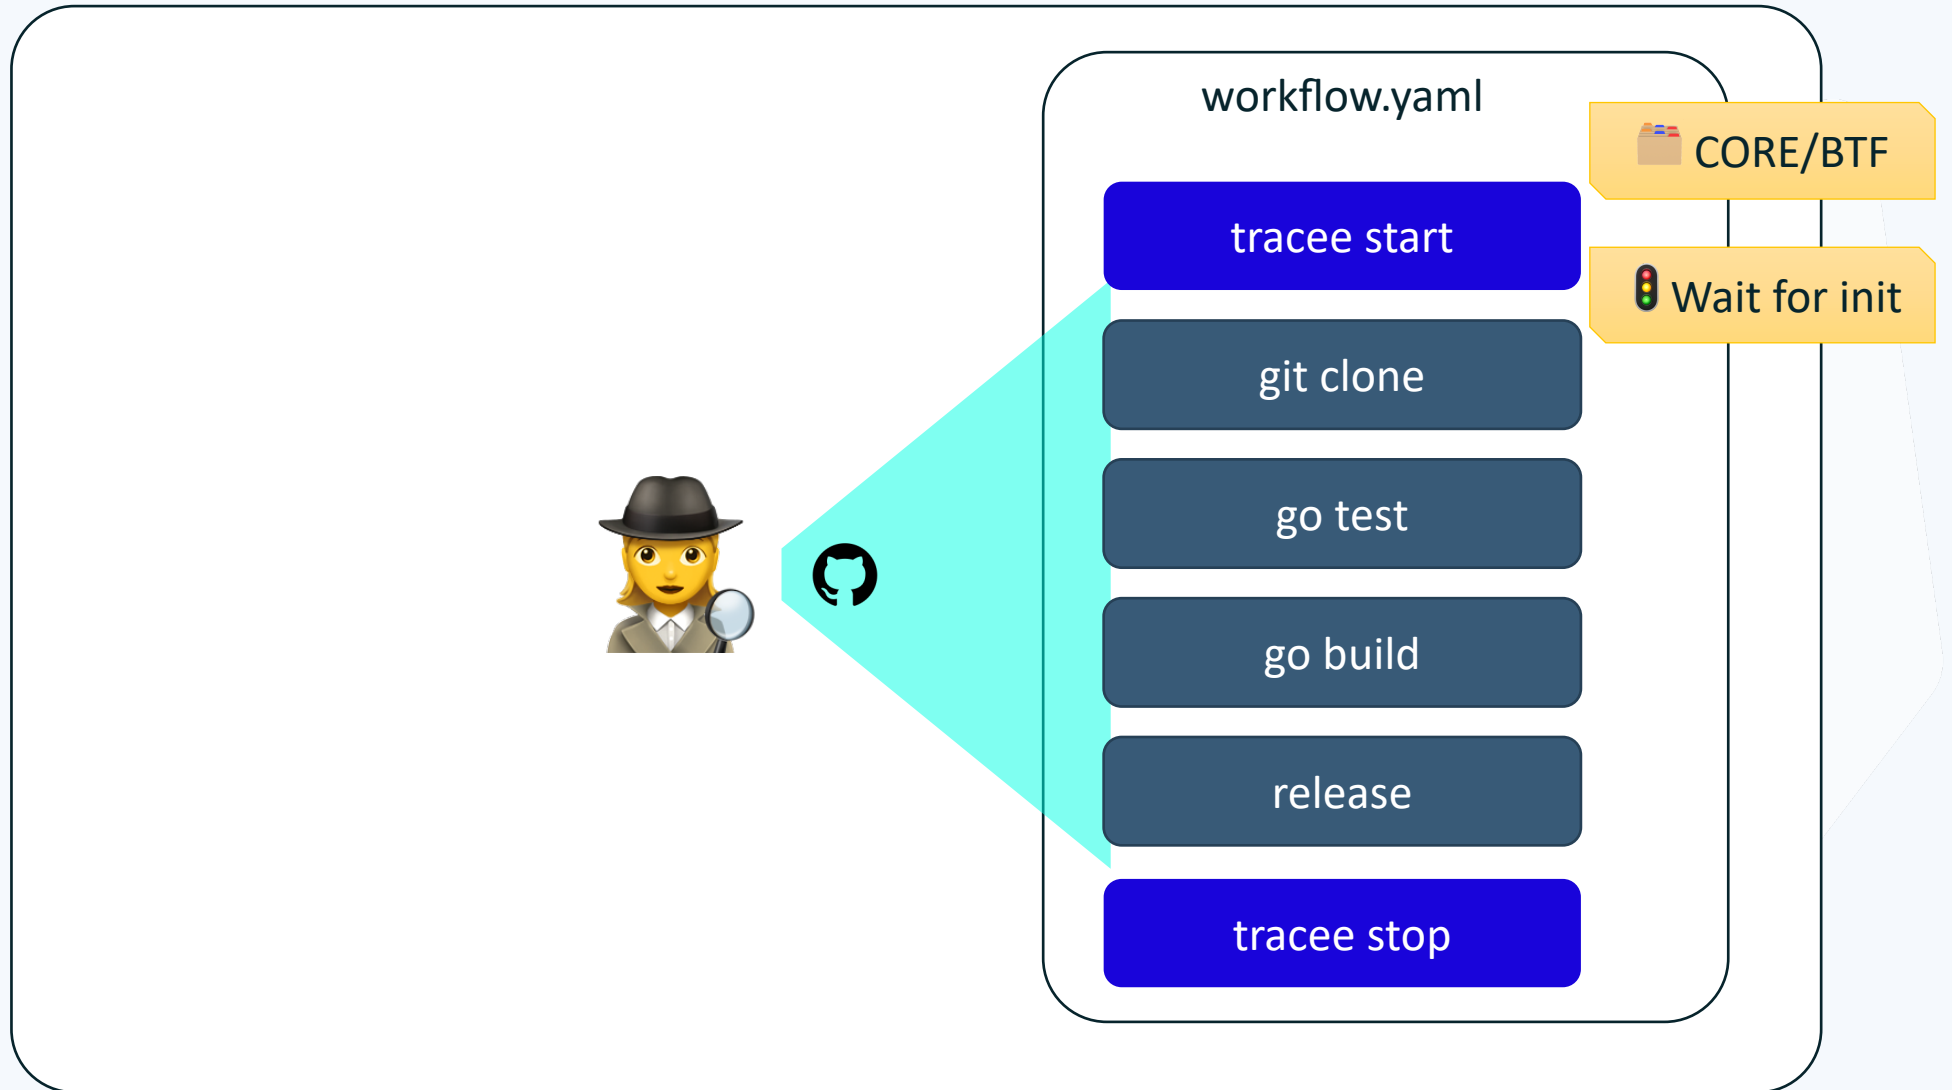 workflow.yaml
CORE/BTF
tracee start
Wait for init
git clone
go test
go build
release
tracee stop